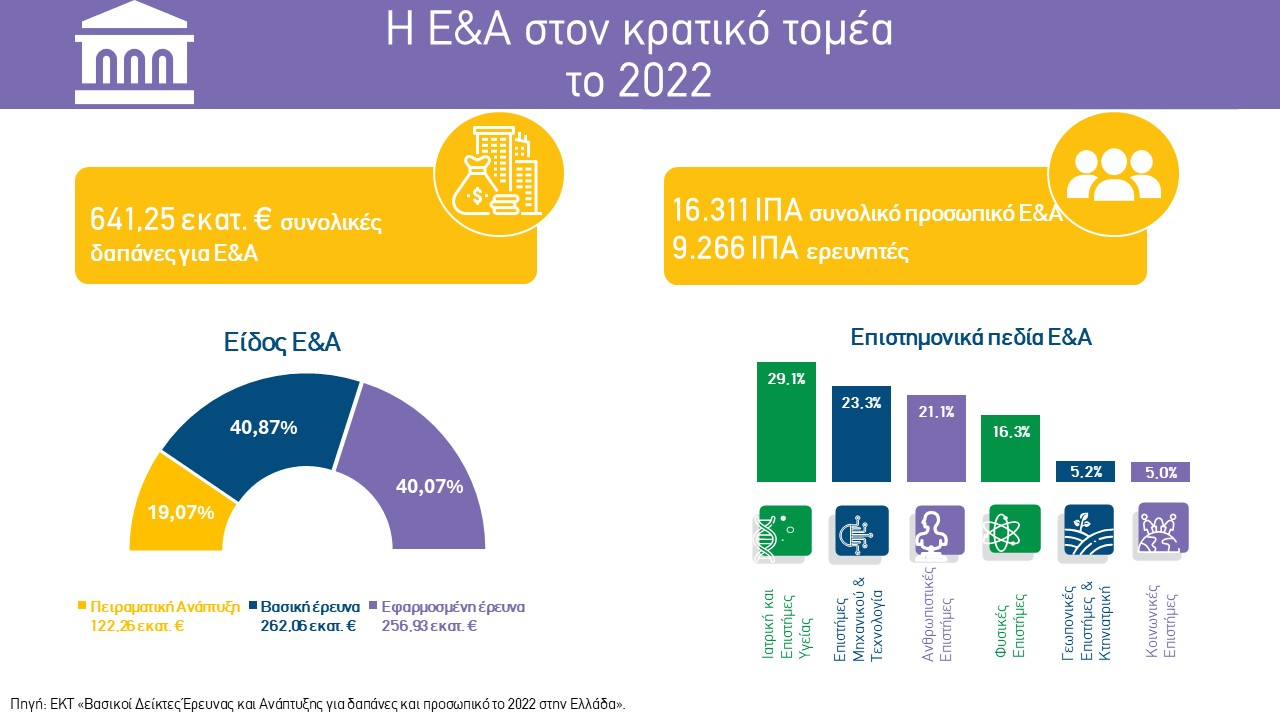 Η Ε&Α στον κρατικό τομέα
το 2022
641,25 εκατ. € συνολικές
δαπάνες για Ε&Α
16.311 ΙΠΑ συνολικό προσωπικό Ε&Α
9.266 ΙΠΑ ερευνητές
Είδος Ε&Α
19,07%
40,87%
40,07%
Πειραματική Ανάπτυξη
122,26 εκατ. €
Βασική έρευνα
262,06 εκατ. €
Εφαρμοσμένη έρευνα
256,93 εκατ. €
Επιστημονικά πεδία Ε&Α
29.1%
23.3%
21.1%
16.3%
5.2%
5.0%
Ιατρική και
Επιστήμες
Υγείας
Επιστήμες
Μηχανικού &
Τεχνολογία
Ανθρωπιστικές
Επιστήμες
Φυσικές
Επιστήμες
Γεωπονικές
Επιστήμες &
Κτηνιατρική
Κοινωνικές
Επιστήμες
Πηγή: ΕΚΤ «Βασικοί Δείκτες Έρευνας και Ανάπτυξης για δαπάνες και προσωπικό το 2022 στην Ελλάδα».